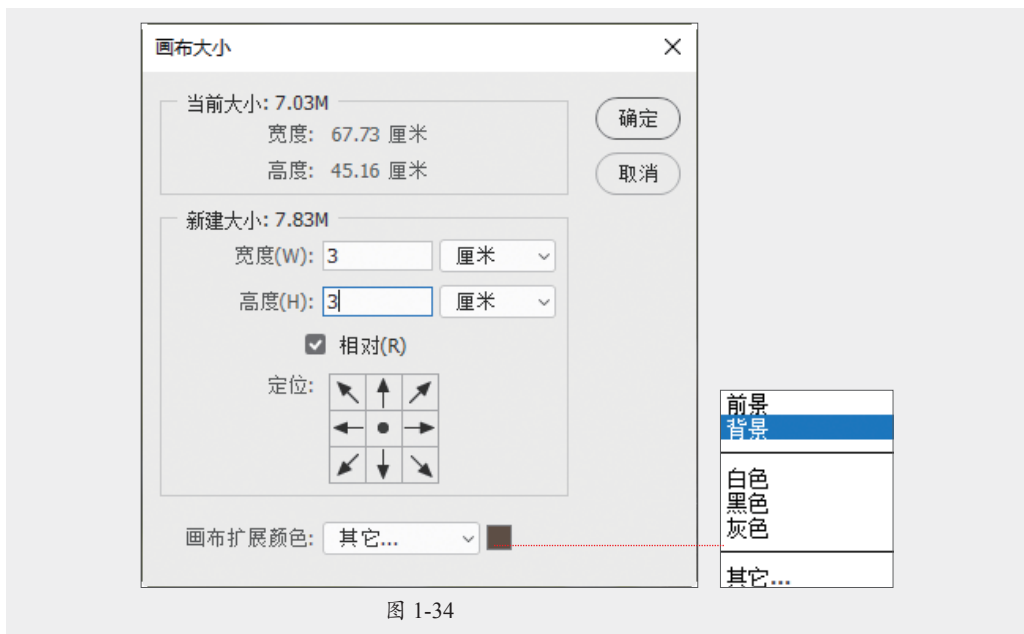 画布大小
当前大小: 7.03M
宽度: 67.73 厘米
高度: 45.16 厘米
确定
取消
新建大小: 7.83M
宽度(W): 3 厘米
高度(H): 3 厘米
相对(R)
定位:
画布扩展颜色: 其它...
前景
背景
白色
黑色
灰色
其它...
图 1-34